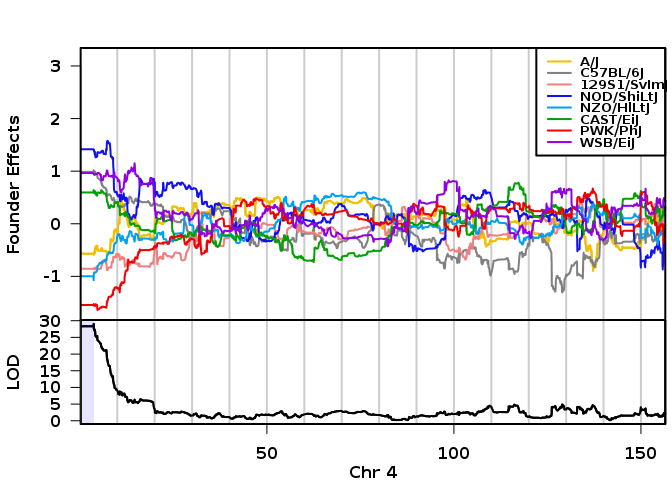 A/J
C57BL/6J
129S1/SvImJ
NOD/ShiLtJ
NZO/HlLtJ
CAST/EiJ
PWK/PhJ
WSB/EiJ
3
2
1
0
-1
Founder Effects
30
25
20
15
10
5
0
LOD
50 100 150
Chr 4